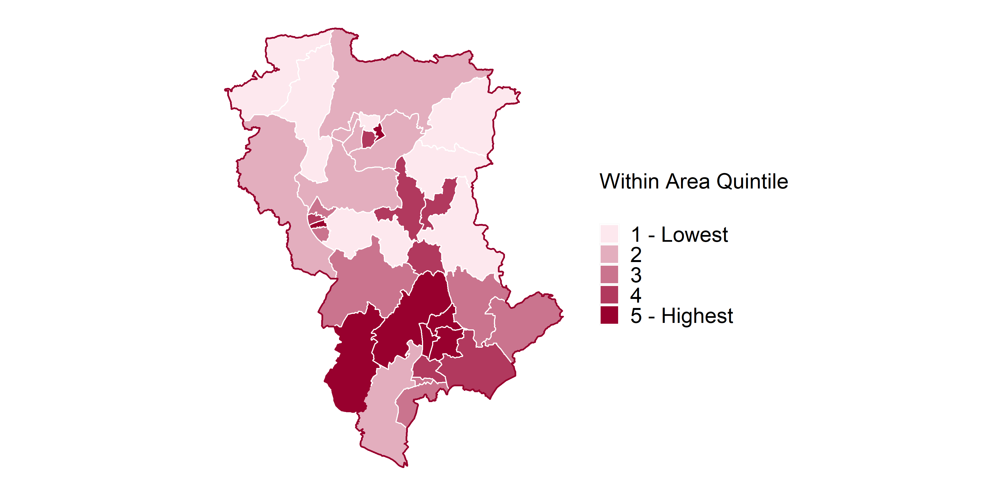 Within Area Quintile
1 - Lowest
2
3
4
5 - Highest